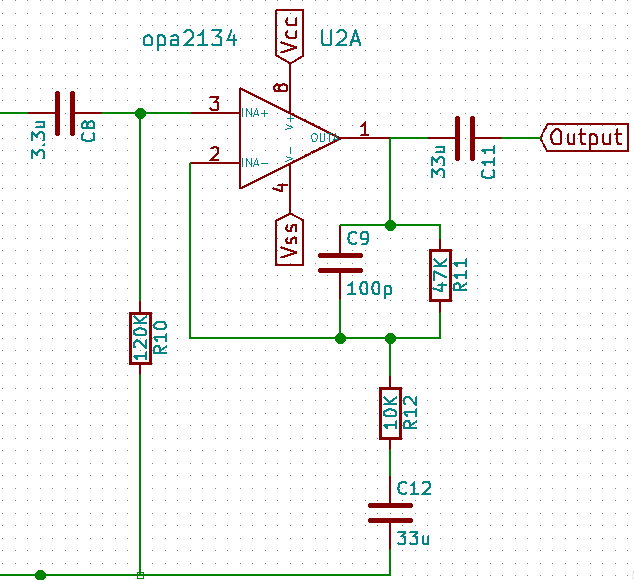 opa2134
Vcc
U2A
8
3
INA+
V+
3.3u
C8
OUTA
1
33u
C11
Output
2
INA-
V-
4
Vss
C9
100p
47K
R11
120K
R10
10K
R12
C12
33u